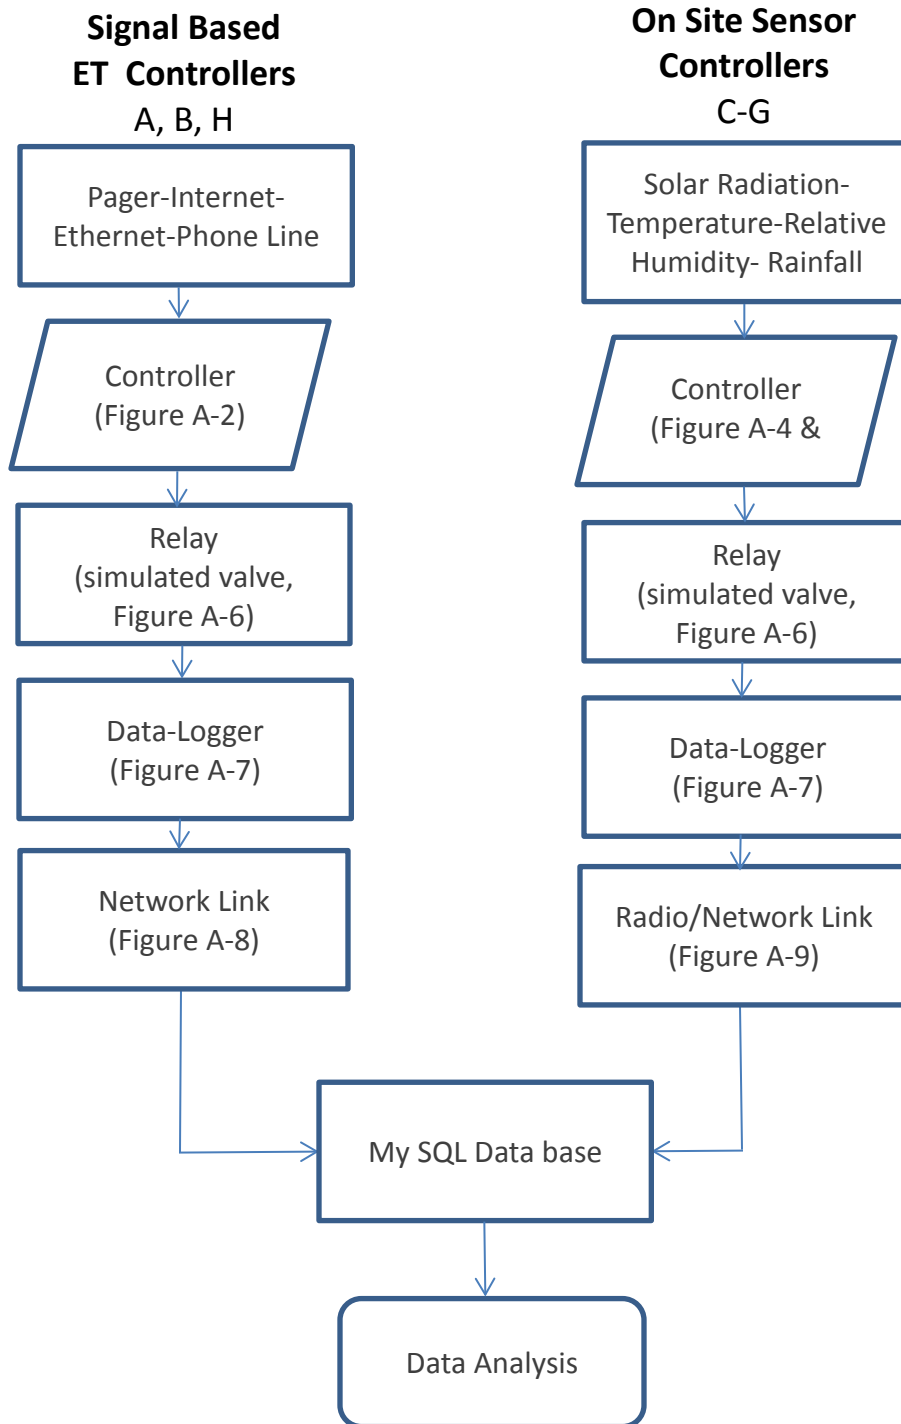 Signal Based
ET Controllers
A, B, H
Pager-Internet-
Ethernet-Phone Line
Controller
(Figure A-2)
Relay
(simulated valve,
Figure A-6)
Data-Logger
(Figure A-7)
Network Link
(Figure A-8)
On Site Sensor
Controllers
C-G
Solar Radiation-
Temperature-Relative
Humidity- Rainfall
Controller
(Figure A-4 &
Relay
(simulated valve,
Figure A-6)
Data-Logger
(Figure A-7)
Radio/Network Link
(Figure A-9)
My SQL Data base
Data Analysis